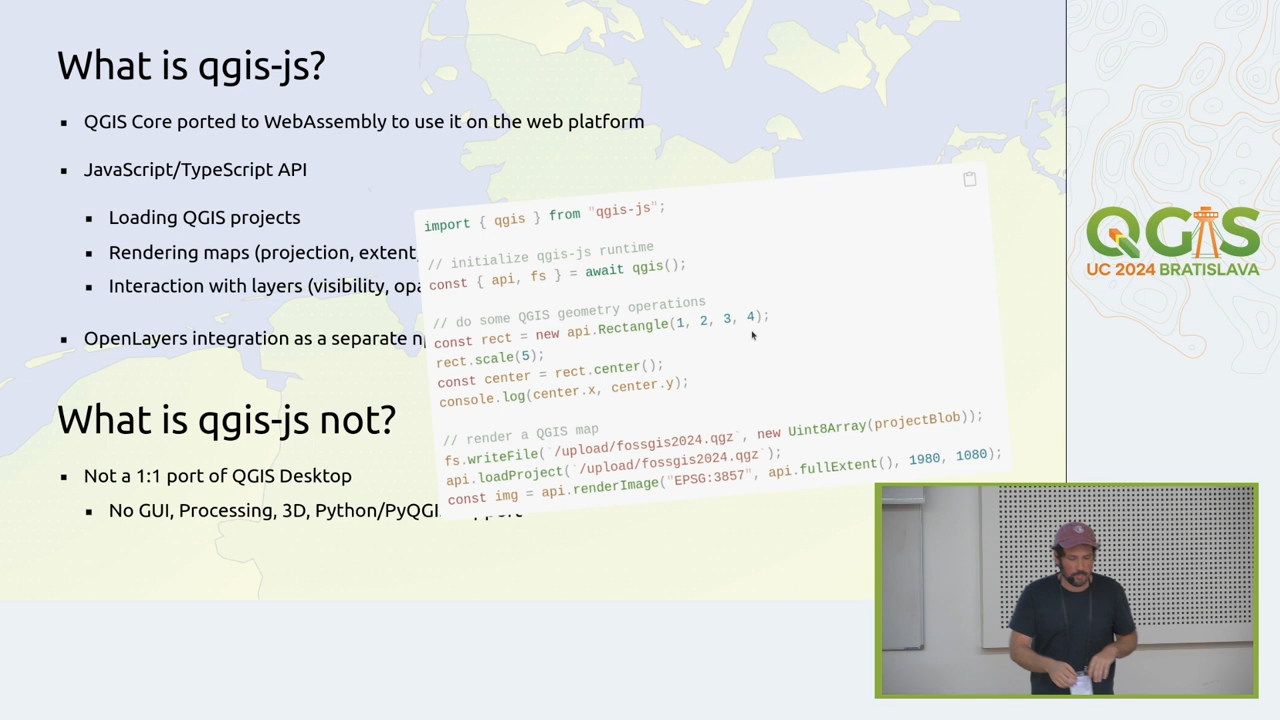 What is qgis-js?
▪ QGIS Core ported to WebAssembly to use it on the web platform
▪ JavaScript/TypeScript API
▪ Loading QGIS projects
▪ Rendering maps (projection, extent,
▪ Interaction with layers (visibility, opa
▪ OpenLayers integration as a separate n
What is qgis-js not?
▪ Not a 1:1 port of QGIS Desktop
▪ No GUI, Processing, 3D, Python/PyQGI
import { qgis } from "qgis-js";
// initialize qgis-js runtime
const { api, fs } = await qgis();
// do some QGIS geometry operations
const rect = new api.Rectangle(1, 2, 3, 4);
rect.scale(5);
const center = rect.center();
console.log(center.x, center.y);
// render a QGIS map
fs.writeFile(`/upload/fossgis2024.qgz`, new Uint8Array(projectBlob));
api.loadProject(`/upload/fossgis2024.qgz`);
const img = api.renderImage("EPSG:3857", api.fullExtent(), 1980, 1080);
QGIS
UC 2024 BRATISLAVA